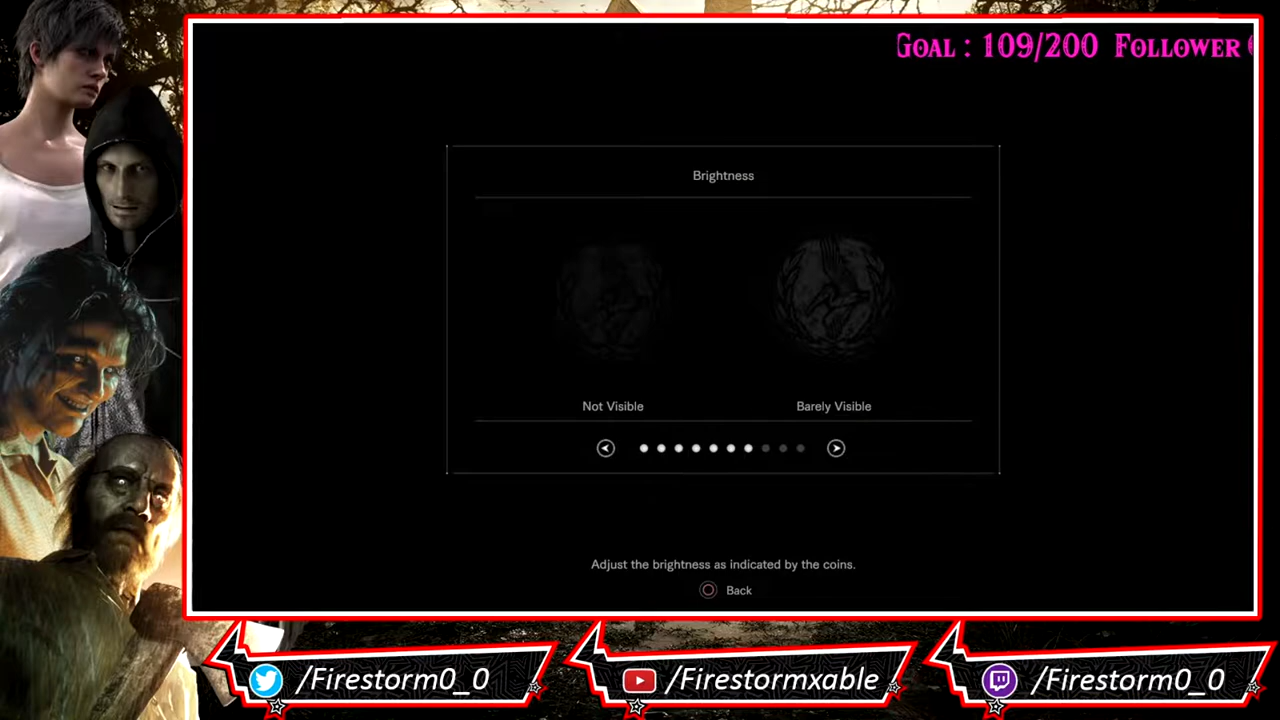 GOAL : 109/200 FOLLOWER
Brightness
Not Visible
Barely Visible
Adjust the brightness as indicated by the coins.
Back
/Firestorm0_0
/Firestormxable
/Firestorm0_0